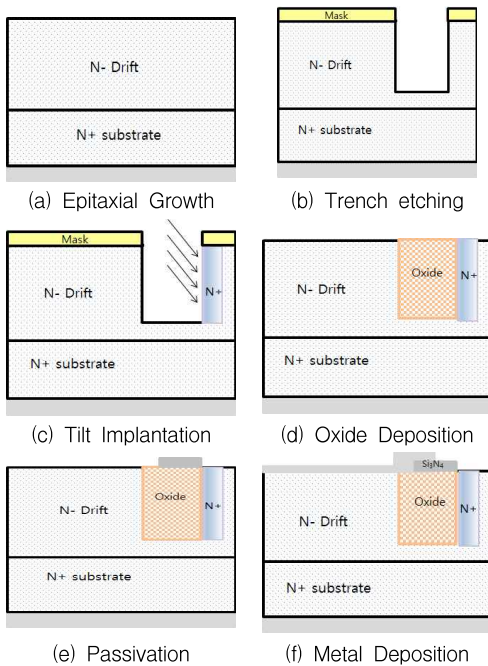 N- Drift
N+ substrate
(a) Epitaxial Growth
Mask
N- Drift
N+ substrate
(b) Trench etching
Mask
N- Drift
N+
N+ substrate
(c) Tilt Implantation
Oxide
N- Drift
N+
N+ substrate
(d) Oxide Deposition
Oxide
N- Drift
N+
N+ substrate
(e) Passivation
Si₃N₄
Oxide
N- Drift
N+
N+ substrate
(f) Metal Deposition